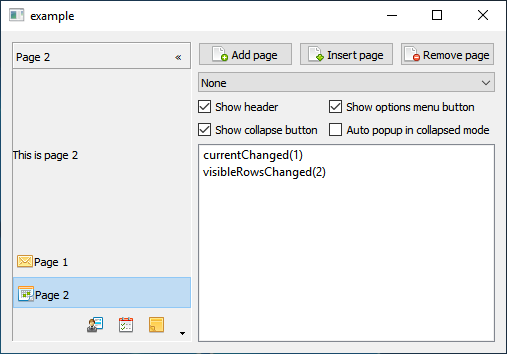 example
Page 2 «
This is page 2
Page 1
Page 2
Add page
Insert page
Remove page
None
Show header
Show options menu button
Show collapse button
Auto popup in collapsed mode
currentChanged(1)
visibleRowsChanged(2)